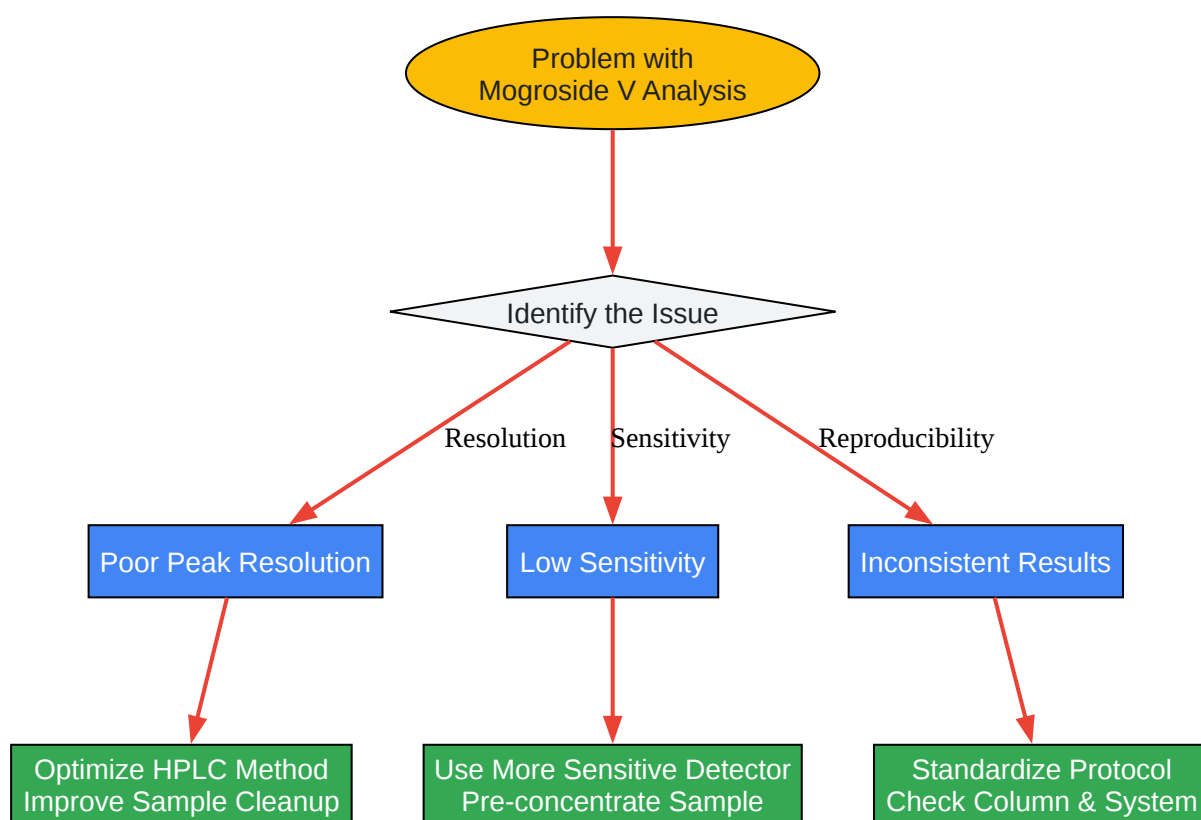 Problem with
Mogroside V Analysis
Identify the Issue
Resolution
Sensitivity
Reproducibility
Poor Peak Resolution
Low Sensitivity
Inconsistent Results
Optimize HPLC Method
Improve Sample Cleanup
Use More Sensitive Detector
Pre-concentrate Sample
Standardize Protocol
Check Column & System